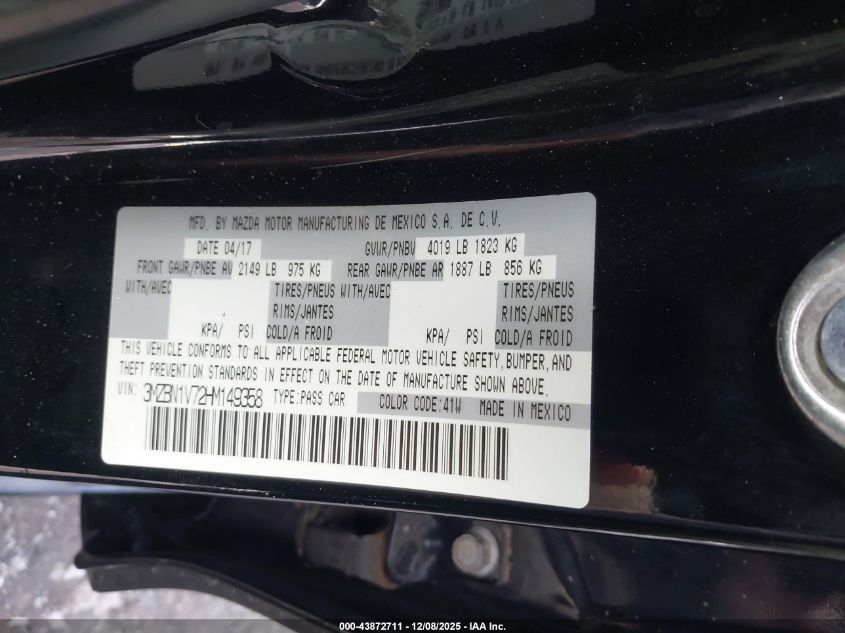 MFD. BY MAZDA MOTOR MANUFACTURING DE MEXICO S.A. DE C.V.
DATE 04/17 GVWR/PNBV 4019 LB 1823 KG
FRONT GAWR/PNBE AV 2149 LB 975 KG REAR GAWR/PNBE AR 1887 LB 856 KG
WITH/AVEC TIRES/PNEUS WITH/AVEC TIRES/PNEUS
RIMS/JANTES RIMS/JANTES
KPA/ PSI COLD/A FROID KPA/ PSI COLD/A FROID
THIS VEHICLE CONFORMS TO ALL APPLICABLE FEDERAL MOTOR VEHICLE SAFETY, BUMPER, AND
THEFT PREVENTION STANDARDS IN EFFECT ON THE DATE OF MANUFACTURE SHOWN ABOVE.
VIN: 3MZBN1V72HM149358 TYPE:PASS CAR COLOR CODE:41W MADE IN MEXICO
000-43872711 - 12/08/2025 - IAA Inc.